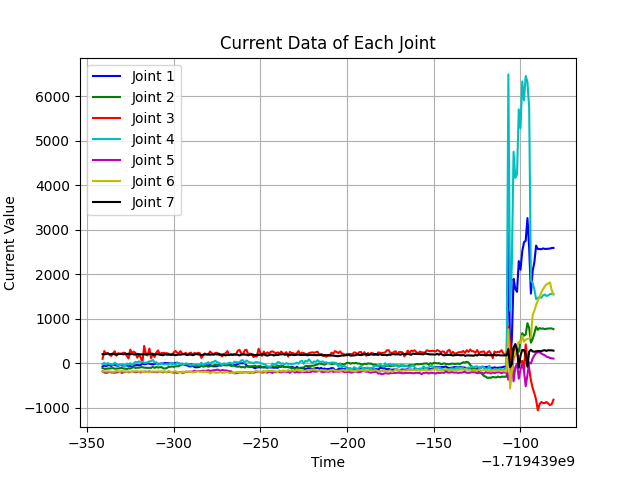 Current Data of Each Joint
Joint 1
Joint 2
Joint 3
Joint 4
Joint 5
Joint 6
Joint 7
6000
5000
4000
3000
2000
1000
0
−1000
Current Value
−350 −300 −250 −200 −150 −100
−1.719439e9
Time